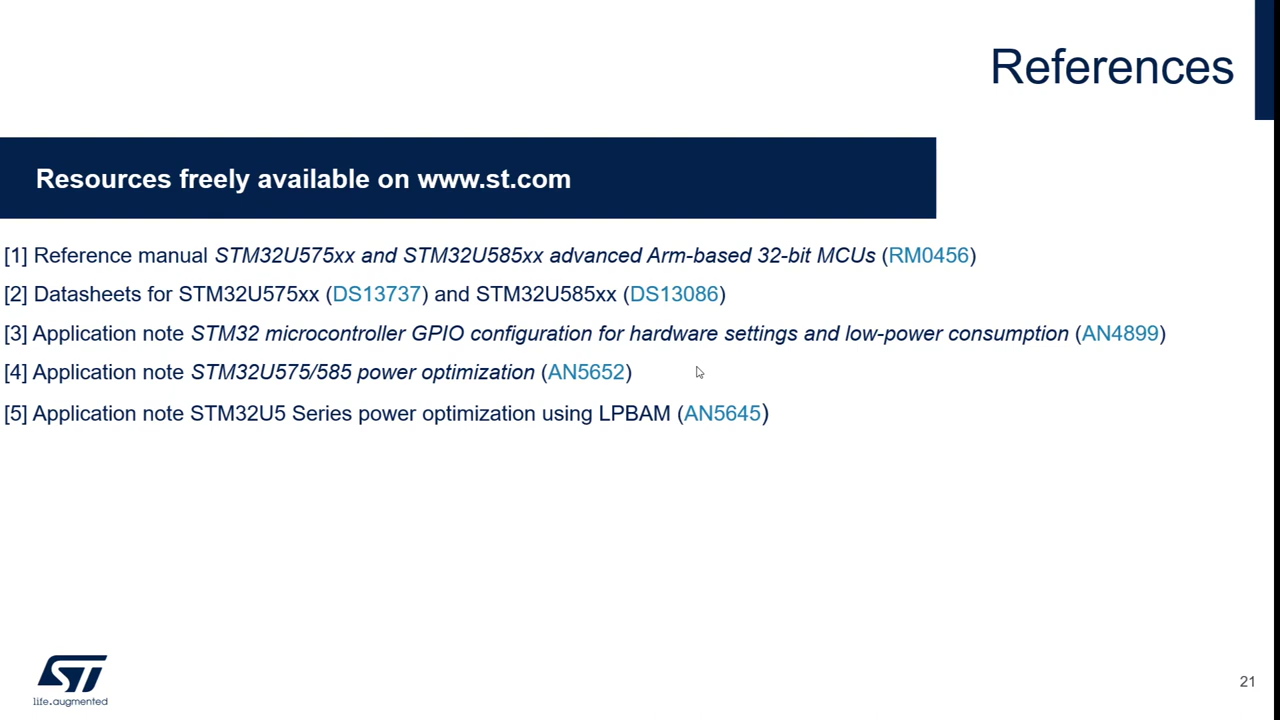 References
Resources freely available on www.st.com
[1] Reference manual STM32U575xx and STM32U585xx advanced Arm-based 32-bit MCUs (RM0456)
[2] Datasheets for STM32U575xx (DS13737) and STM32U585xx (DS13086)
[3] Application note STM32 microcontroller GPIO configuration for hardware settings and low-power consumption (AN4899)
[4] Application note STM32U575/585 power optimization (AN5652)
[5] Application note STM32U5 Series power optimization using LPBAM (AN5645)
ST
life.augmented
21